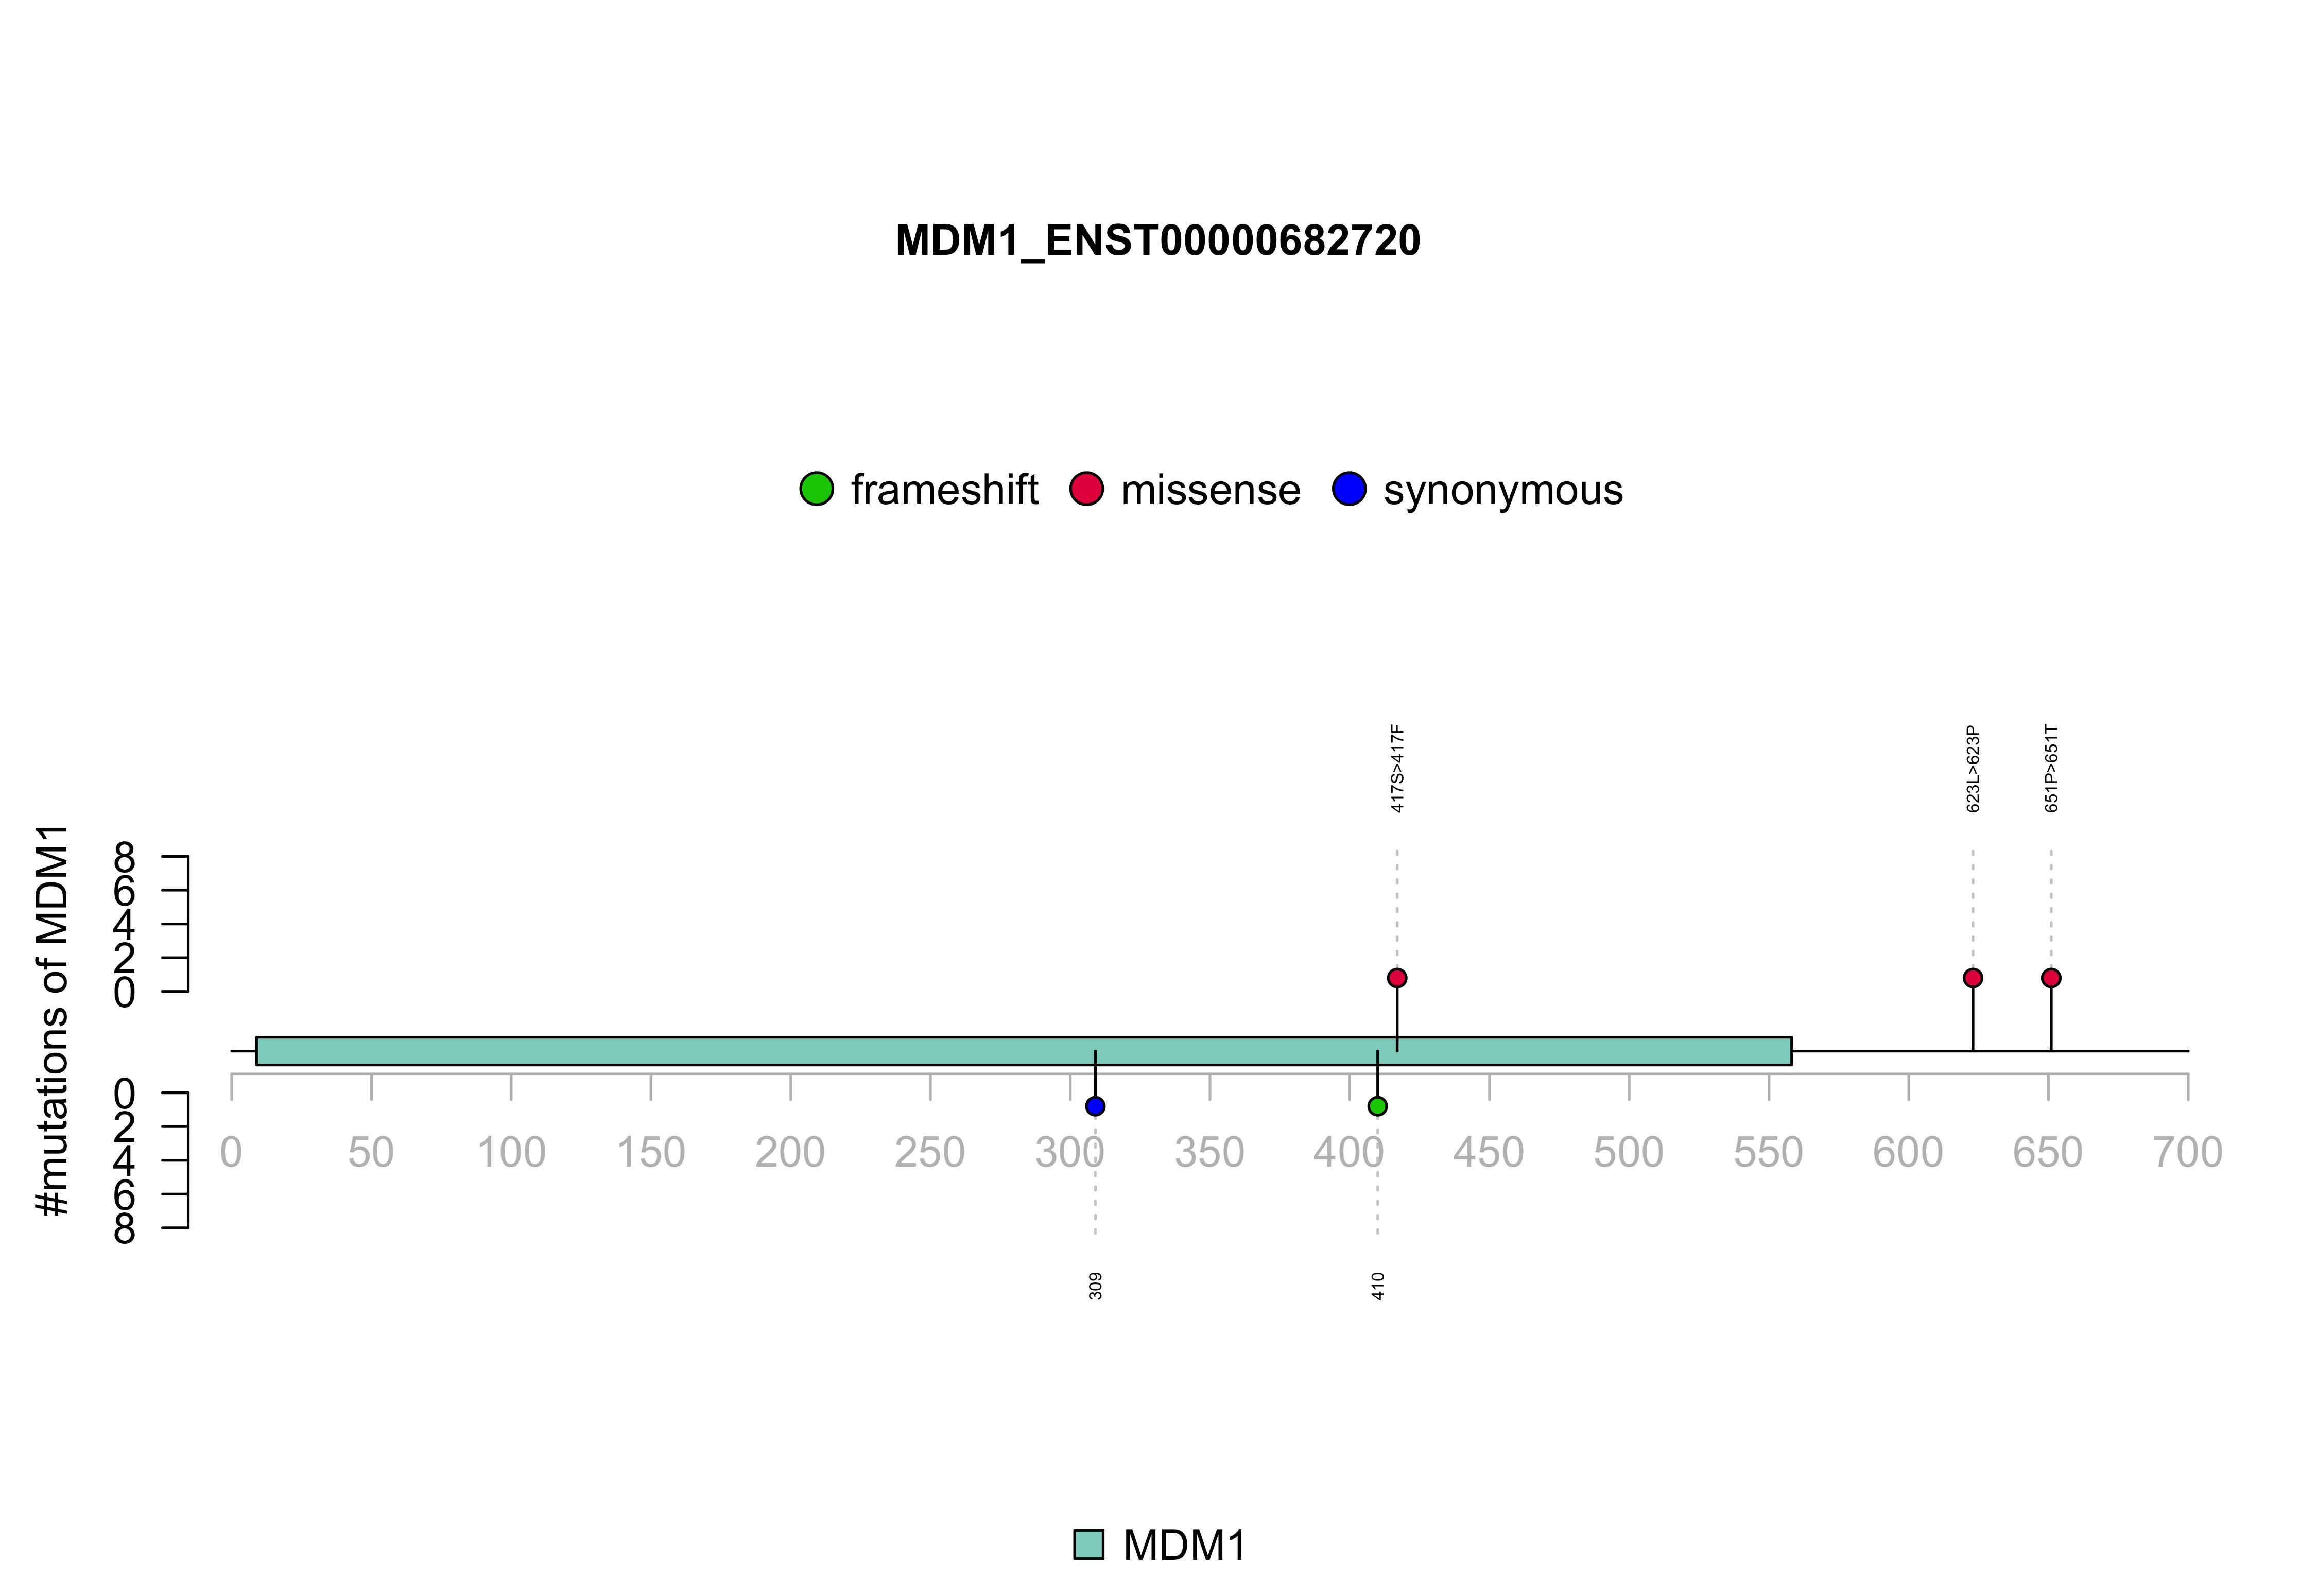 MDM1_ENST00000682720
frameshift missense synonymous
417S>417F 623L>623P 651P>651T
#mutations of MDM1
8
6
4
2
0
0
2
4
6
8
0 50 100 150 200 250 300 350 400 450 500 550 600 650 700
309 410
MDM1